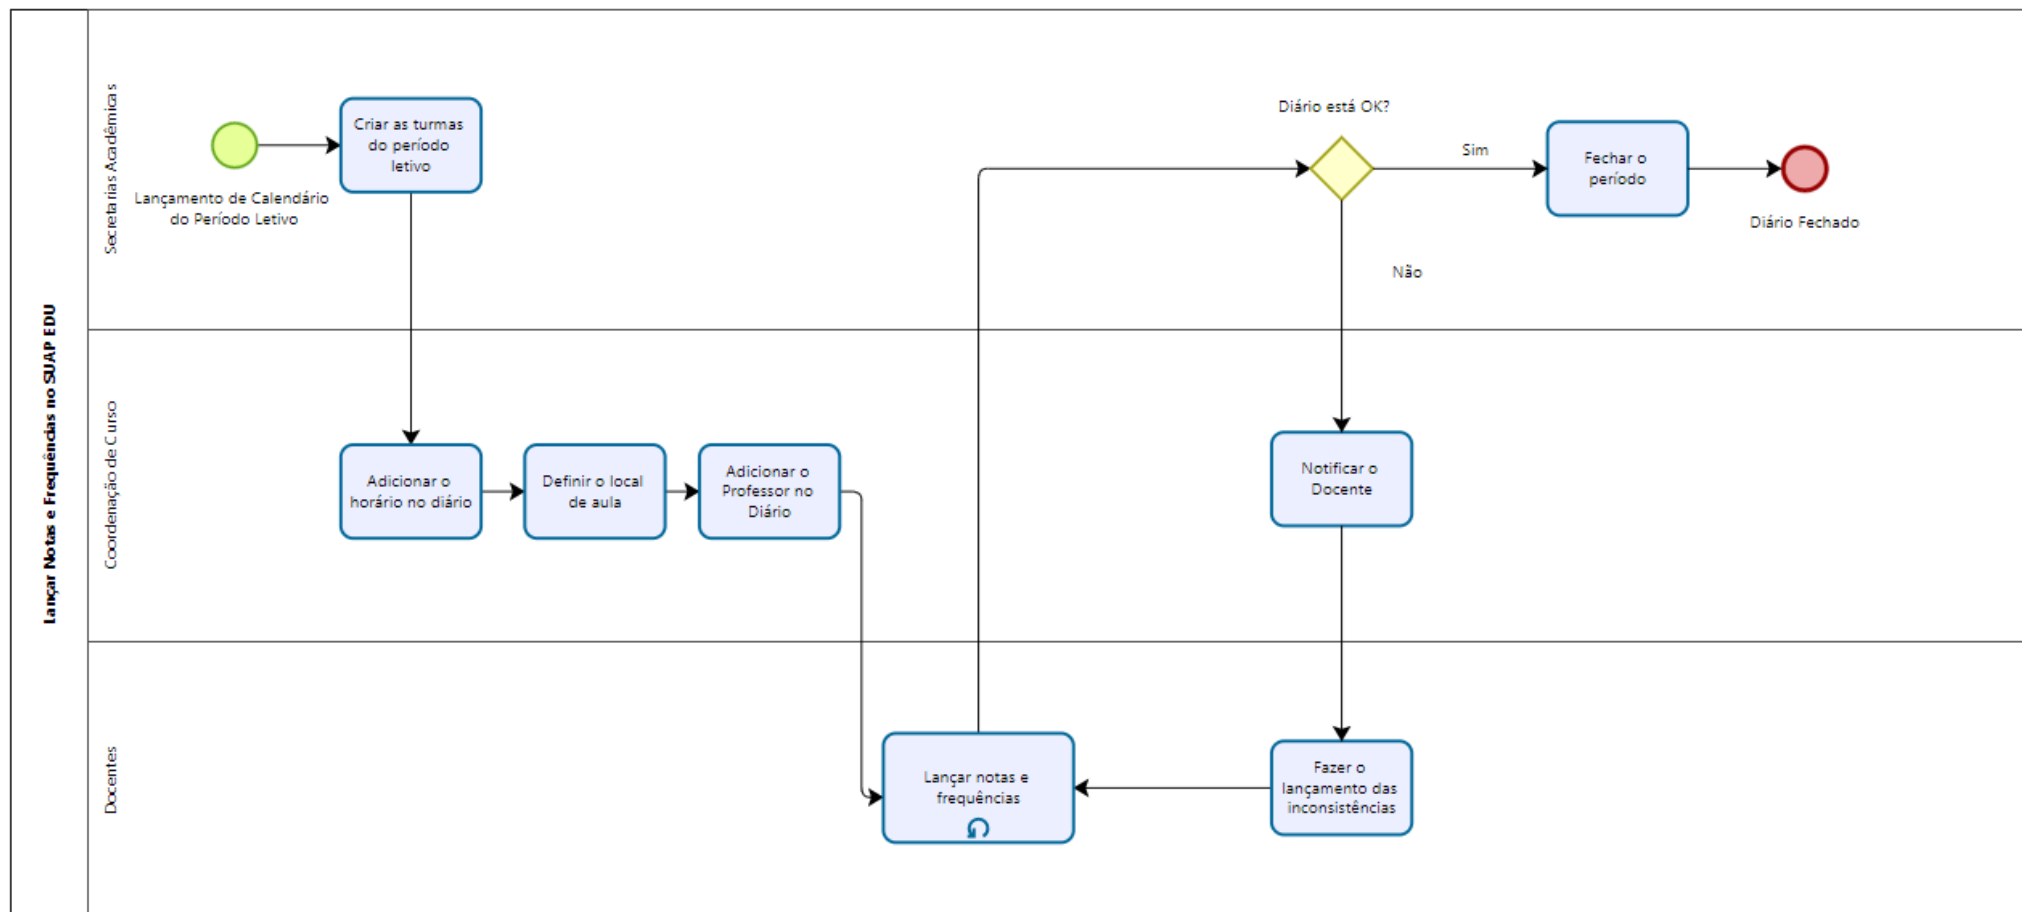 Lançar Notas e Frequências no SUAP EDU
Secretarias Acadêmicas
Lançamento de Calendário
do Período Letivo
Criar as turmas
do período
letivo
Diário está OK?
Sim
Não
Fechar o
período
Diário Fechado
Coordenação de Curso
Adicionar o
horário no diário
Definir o local
de aula
Adicionar o
Professor no
Diário
Notificar o
Docente
Docentes
Lançar notas e
frequências
Fazer o
lançamento das
inconsistências